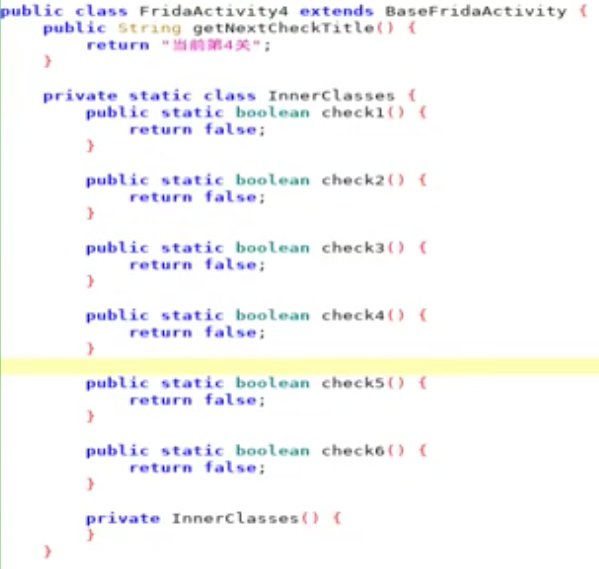 public class FridaActivity4 extends BaseFridaActivity {
    public String getNextCheckTitle() {
        return "当前第4关";
    }

    private static class InnerClasses {
        public static boolean check1() {
            return false;
        }

        public static boolean check2() {
            return false;
        }

        public static boolean check3() {
            return false;
        }

        public static boolean check4() {
            return false;
        }

        public static boolean check5() {
            return false;
        }

        public static boolean check6() {
            return false;
        }

        private InnerClasses() {
        }
    }